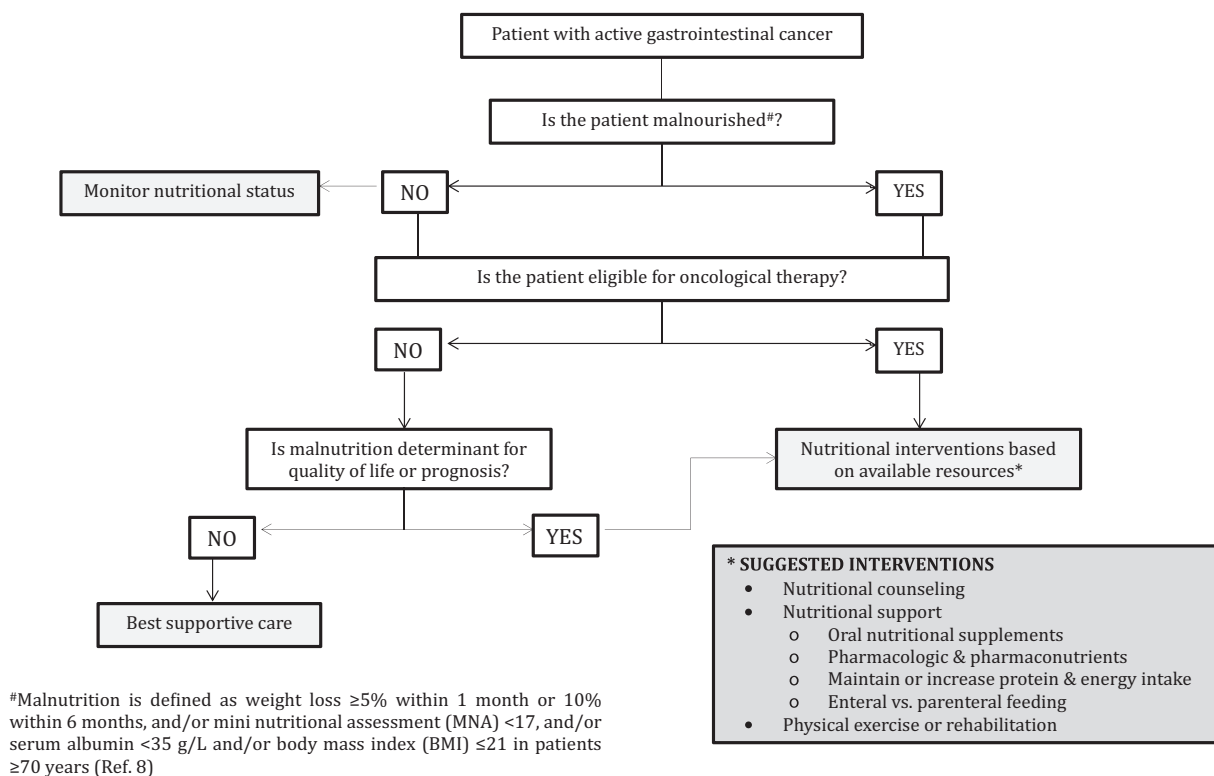 Patient with active gastrointestinal cancer
Is the patient malnourished#?
Monitor nutritional status
NO
YES
Is the patient eligible for oncological therapy?
NO
YES
Is malnutrition determinant for
quality of life or prognosis?
Nutritional interventions based
on available resources*
NO
YES
Best supportive care
* SUGGESTED INTERVENTIONS
• Nutritional counseling
• Nutritional support
o Oral nutritional supplements
o Pharmacologic & pharmaconutrients
o Maintain or increase protein & energy intake
o Enteral vs. parenteral feeding
• Physical exercise or rehabilitation
#Malnutrition is defined as weight loss ≥5% within 1 month or 10%
within 6 months, and/or mini nutritional assessment (MNA) <17, and/or
serum albumin <35 g/L and/or body mass index (BMI) ≤21 in patients
≥70 years (Ref. 8)